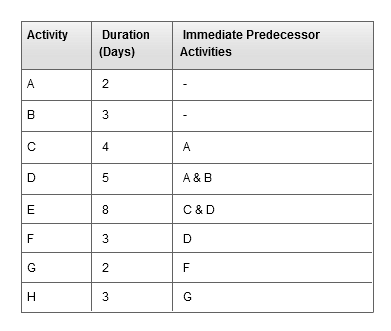 Activity Duration (Days) Immediate Predecessor Activities
A 2 -
B 3 -
C 4 A
D 5 A & B
E 8 C & D
F 3 D
G 2 F
H 3 G